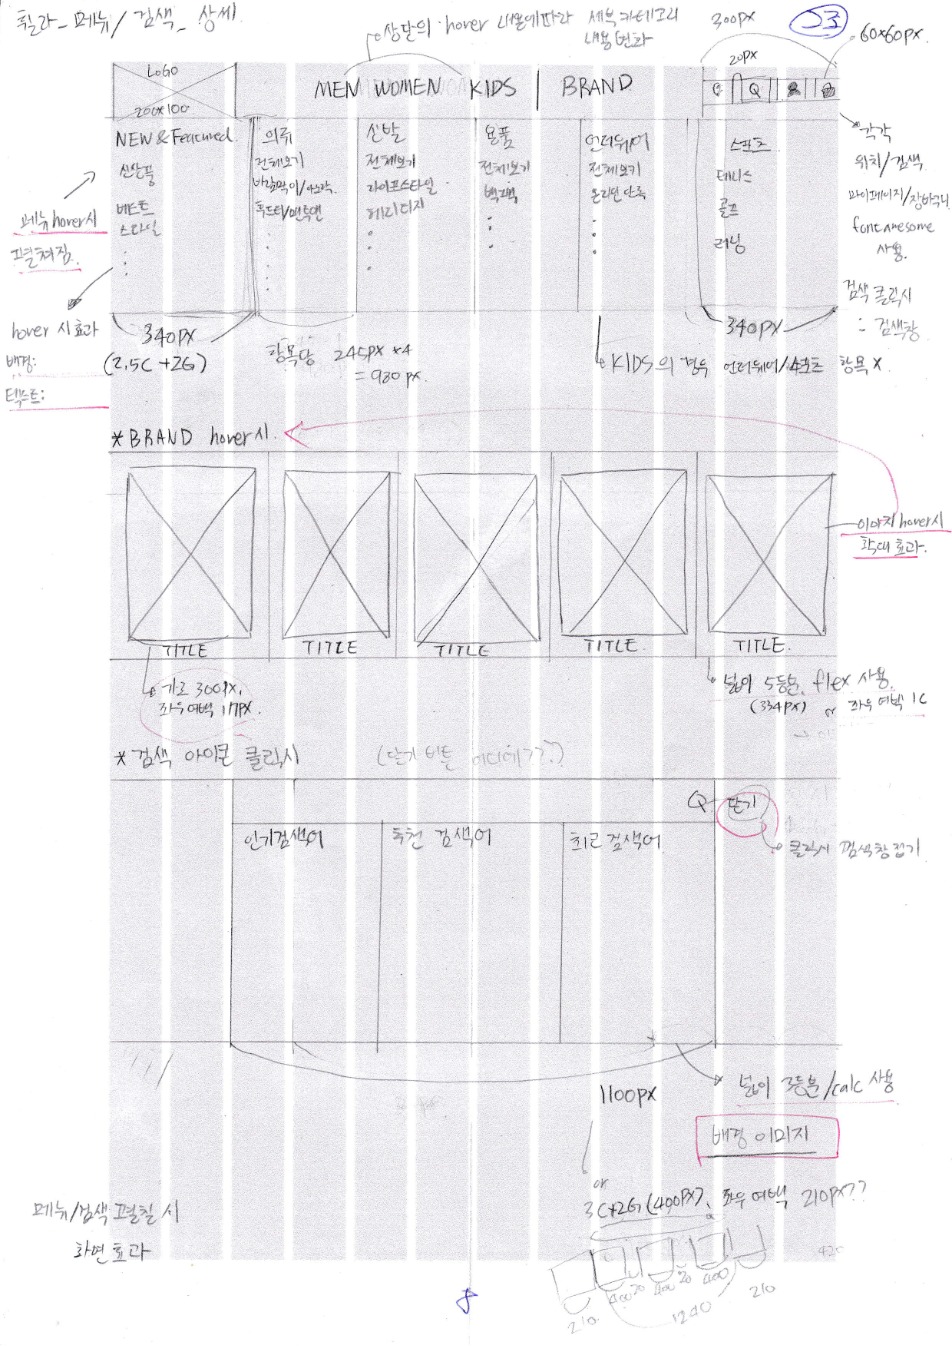 휠라_메뉴/검색_상세
상단의 hover 내용에따라 세부카테고리
내용변화
300px
20px
60x60px.
LOGO
200x100
MEN WOMEN KIDS | BRAND
Q
각각
위치/검색
마이페이지/장바구니
fontawesome
사용.
NEW & Featured
신상품
베스트
스타일
의류
전체보기
바람막이/아노락
후드티/맨투맨
신발
전체보기
라이프스타일
헤리티지
용품
전체보기
백팩
언더웨어
전체보기
온라인 단독
스포츠
테니스
골프
러닝
메뉴hover시
펼쳐짐.
hover 시효과
배경:
텍스트:
검색 클릭시
: 검색창
340px
(2.5C+2G)
항목당 245px *4
= 980px.
340px
KIDS의 경우 언더웨어/스포츠 항목 X
*BRAND hover시.
이미지hover시
확대효과.
TITLE
TITLE
TITLE
TITLE.
TITLE.
가로 300px,
좌우여백 17px.
넓이 5등분, flex 사용.
(334px) or 좌우여백 1C
*검색 아이콘 클릭시
(닫기 버튼 어디에??.?)
Q 닫기
클릭시 검색창접기
인기검색어
추천 검색어
최근검색어
1100px
넓이 3등분/calc 사용
배경이미지
or
3C+2G(400px), 좌우여백 210px??
메뉴/검색 펼칠 시
화면효과
210
400 20 400 20 400
1240
210